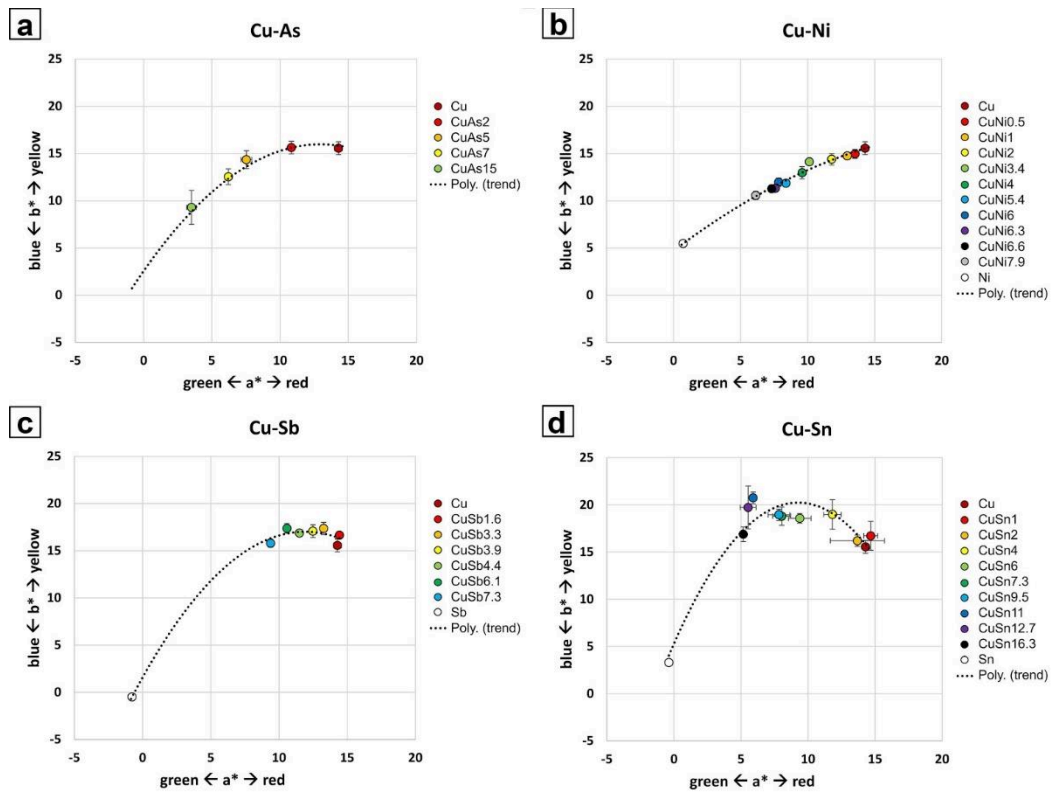 a
Cu-As
25
20
15
10
5
0
-5
-5
0
5
10
15
20
blue ← b* → yellow
green ← a* → red
Cu
CuAs2
CuAs5
CuAs7
CuAs15
Poly. (trend)
b
Cu-Ni
25
20
15
10
5
0
-5
-5
0
5
10
15
20
blue ← b* → yellow
green ← a* → red
Cu
CuNi0.5
CuNi1
CuNi2
CuNi3.4
CuNi4
CuNi5.4
CuNi6
CuNi6.3
CuNi6.6
CuNi7.9
Ni
Poly. (trend)
c
Cu-Sb
25
20
15
10
5
0
-5
-5
0
5
10
15
20
blue ← b* → yellow
green ← a* → red
Cu
CuSb1.6
CuSb3.3
CuSb3.9
CuSb4.4
CuSb6.1
CuSb7.3
Sb
Poly. (trend)
d
Cu-Sn
25
20
15
10
5
0
-5
-5
0
5
10
15
20
blue ← b* → yellow
green ← a* → red
Cu
CuSn1
CuSn2
CuSn4
CuSn6
CuSn7.3
CuSn9.5
CuSn11
CuSn12.7
CuSn16.3
Sn
Poly. (trend)